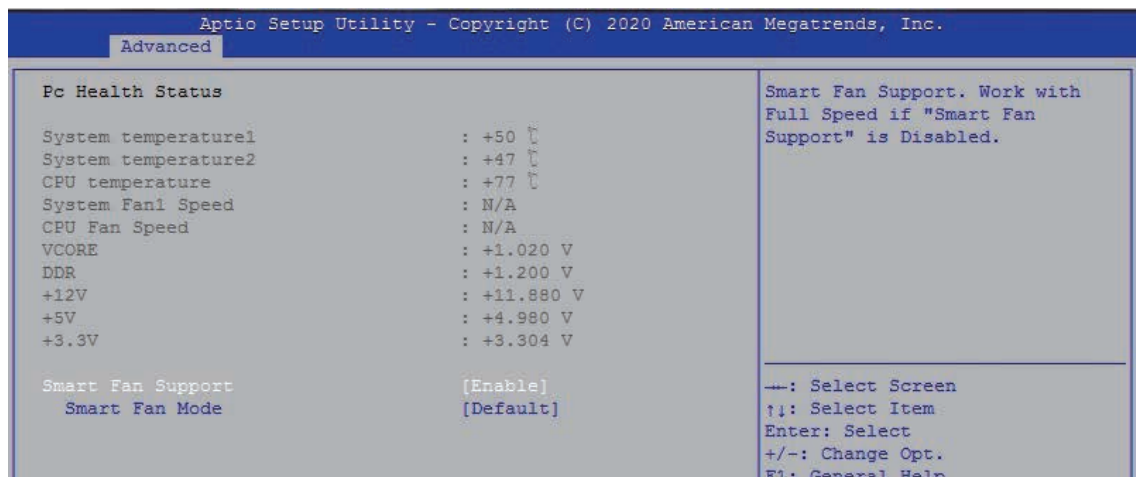 Aptio Setup Utility - Copyright (C) 2020 American Megatrends, Inc.
Advanced
Pc Health Status
System temperature1 : +50 ℃
System temperature2 : +47 ℃
CPU temperature : +77 ℃
System Fan1 Speed : N/A
CPU Fan Speed : N/A
VCORE : +1.020 V
DDR : +1.200 V
+12V : +11.880 V
+5V : +4.980 V
+3.3V : +3.304 V
Smart Fan Support [Enable]
Smart Fan Mode [Default]
Smart Fan Support. Work with
Full Speed if "Smart Fan
Support" is Disabled.
→←: Select Screen
↑↓: Select Item
Enter: Select
+/-: Change Opt.
F1: General Help